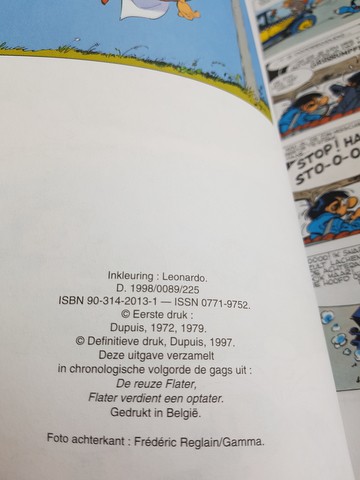 Inkleuring : Leonardo.
D. 1998/0089/225
ISBN 90-314-2013-1 — ISSN 0771-9752.
© Eerste druk :
Dupuis, 1972, 1979.
© Definitieve druk, Dupuis, 1997.
Deze uitgave verzamelt
in chronologische volgorde de gags uit :
De reuze Flater,
Flater verdient een optater.
Gedrukt in België.
Foto achterkant : Frédéric Reglain/Gamma.
STOP! HA
STO-O-O